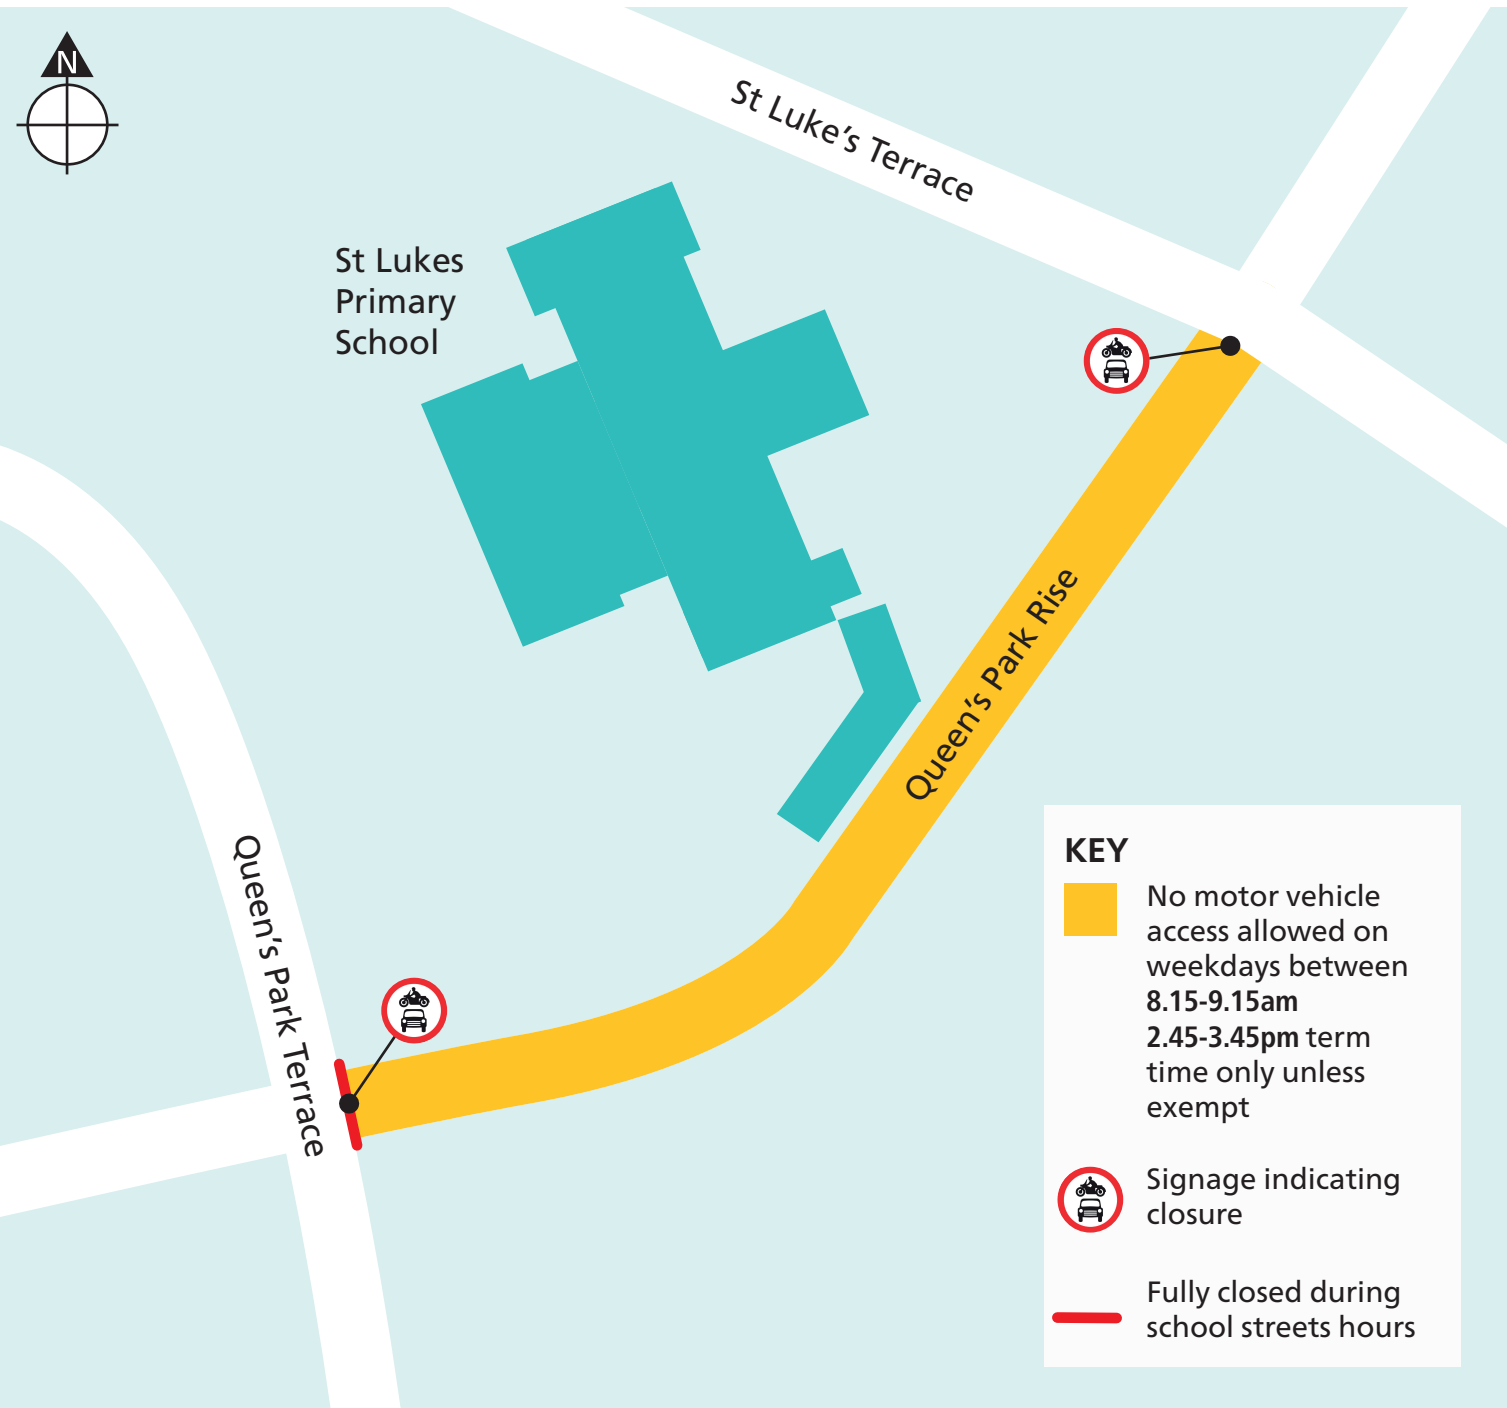 N
St Luke's Terrace
St Lukes
Primary
School
Queen's Park Rise
Queen's Park Terrace
KEY
No motor vehicle
access allowed on
weekdays between
8.15-9.15am
2.45-3.45pm term
time only unless
exempt
Signage indicating
closure
Fully closed during
school streets hours